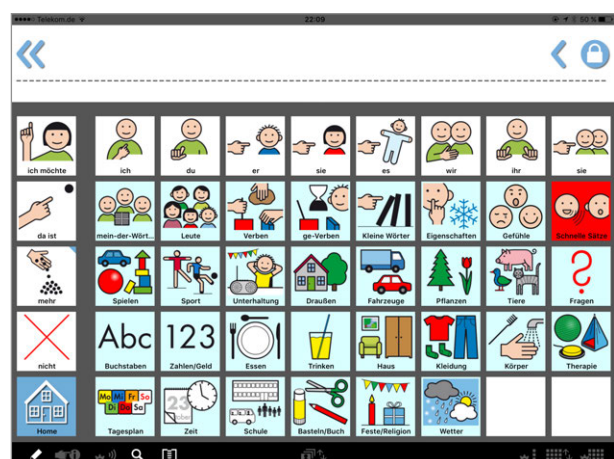 Telekom.de 22:09 50 %
ich möchte ich du er sie es wir ihr sie
da ist mein-der-Wört... Leute Verben ge-Verben Kleine Wörter Eigenschaften Gefühle Schnelle Sätze
mehr Spielen Sport Unterhaltung Draußen Fahrzeuge Pflanzen Tiere Fragen
Abc 123
nicht Buchstaben Zahlen/Geld Essen Trinken Haus Kleidung Körper Therapie
Mo Mi Fr So
Di Do Sa
23
Home Tagesplan Zeit Schule Basteln/Buch Feste/Religion Wetter